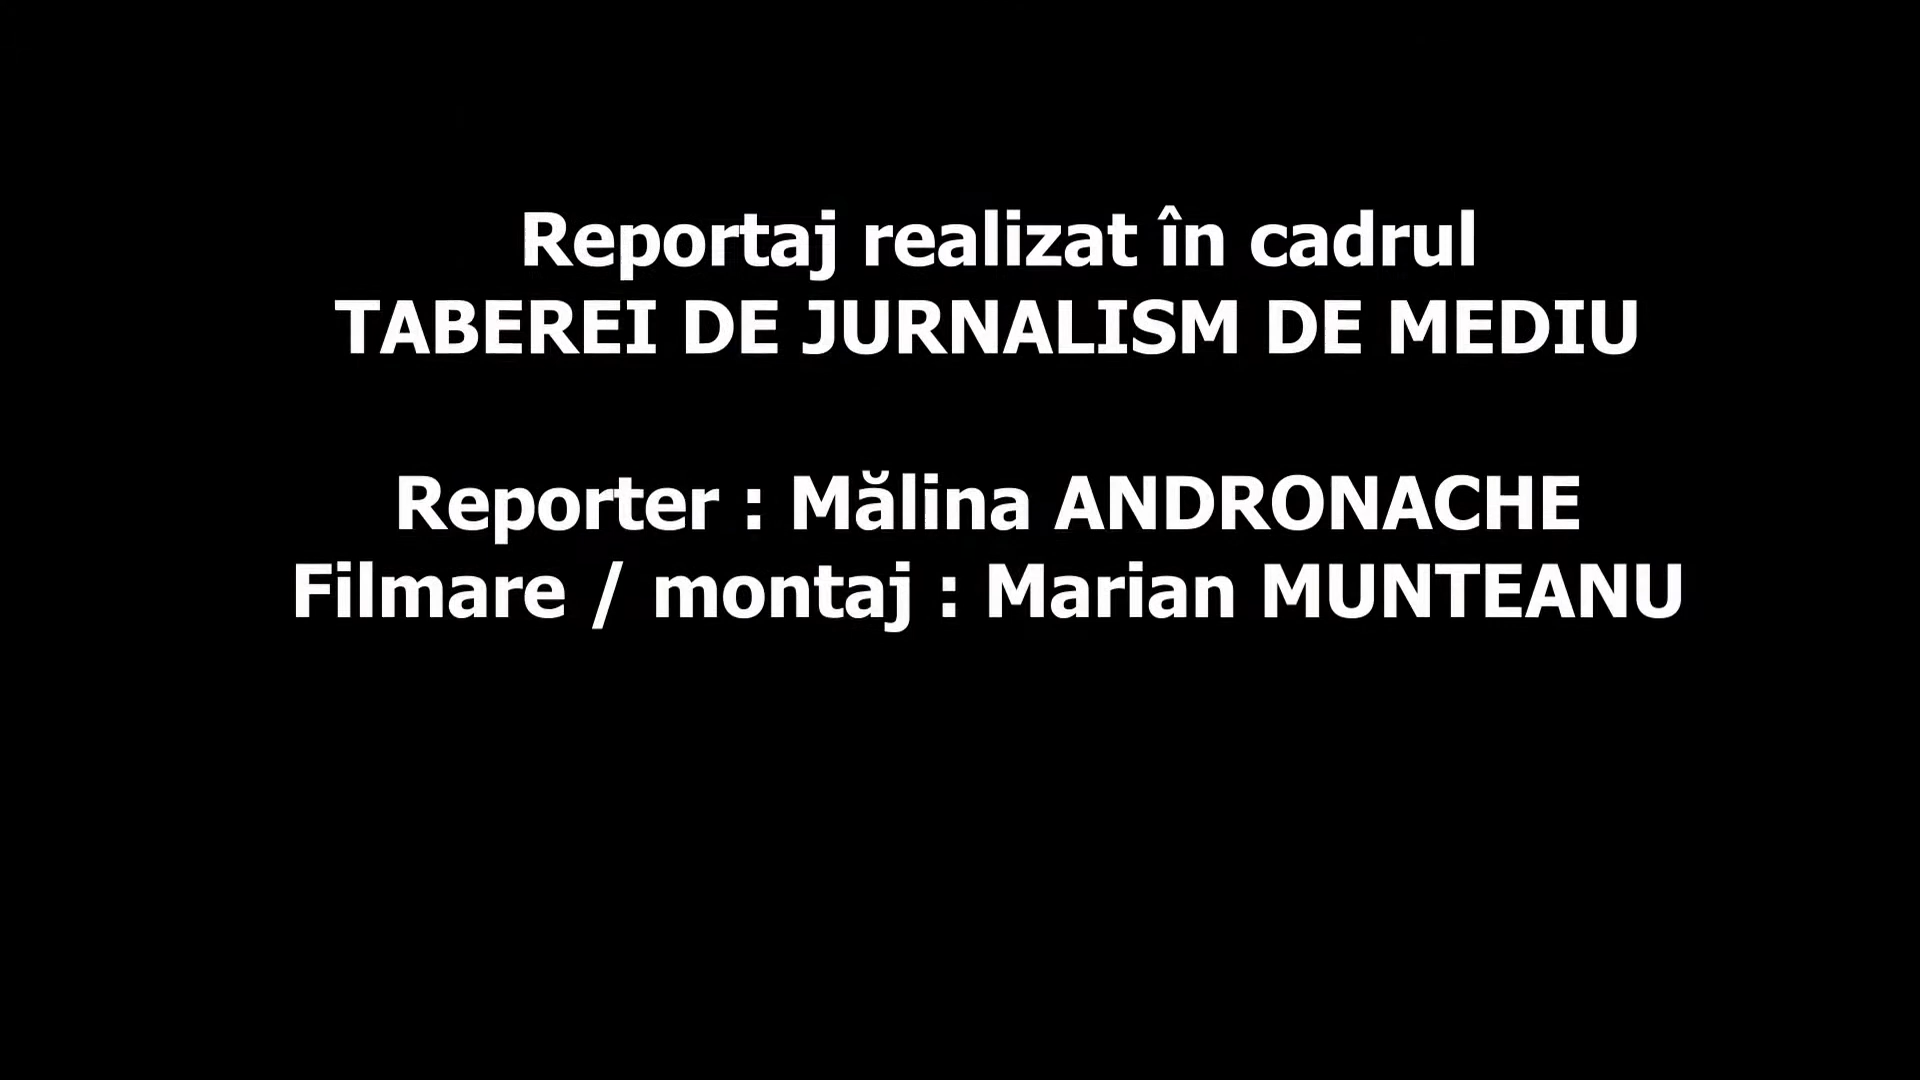 Reportaj realizat în cadrul
TABEREI DE JURNALISM DE MEDIU
Reporter : Mălina ANDRONACHE
Filmare / montaj : Marian MUNTEANU